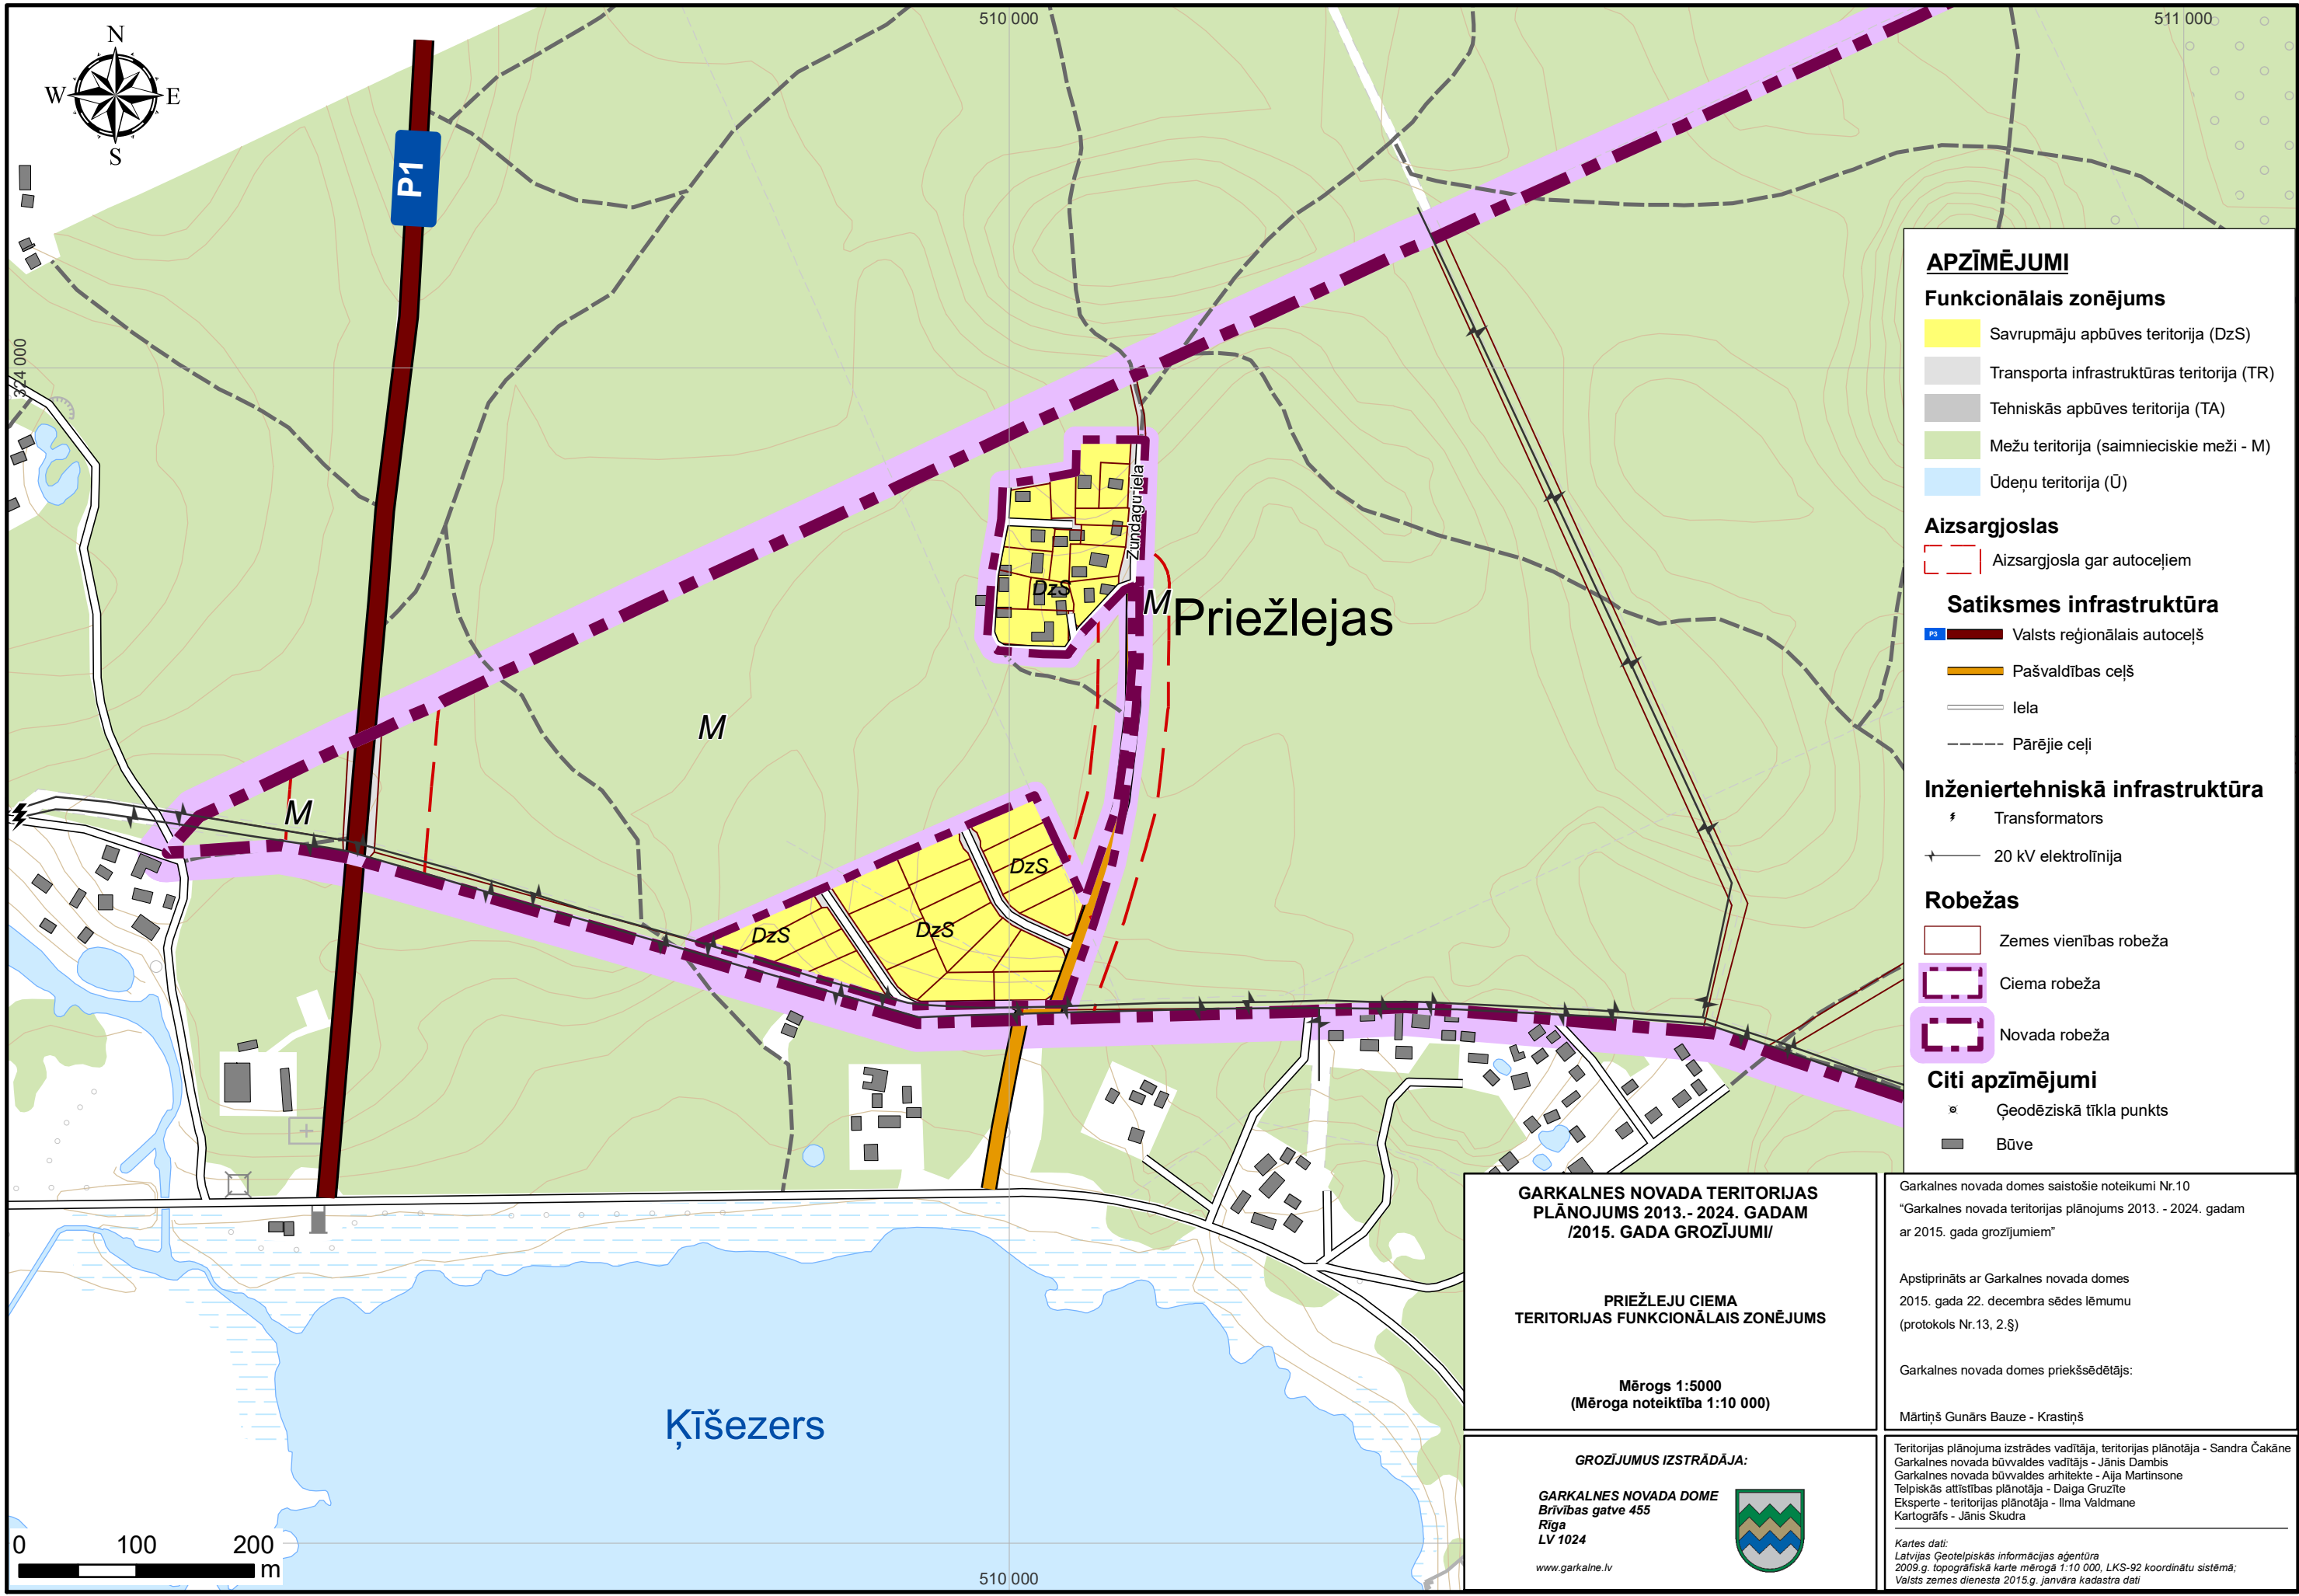 510 000
511 000
N
W
E
S
P1
324 000
Zundagu iela
DzS
M
Priežlejas
M
M
DzS
DzS
DzS
Ķīšezers
0 100 200
m
510 000
APZĪMĒJUMI
Funkcionālais zonējums
Savrupmāju apbūves teritorija (DzS)
Transporta infrastruktūras teritorija (TR)
Tehniskās apbūves teritorija (TA)
Mežu teritorija (saimnieciskie meži - M)
Ūdeņu teritorija (Ū)
Aizsargjoslas
Aizsargjosla gar autoceļiem
Satiksmes infrastruktūra
P3
Valsts reģionālais autoceļš
Pašvaldības ceļš
Iela
Pārējie ceļi
Inženiertehniskā infrastruktūra
Transformators
20 kV elektrolīnija
Robežas
Zemes vienības robeža
Ciema robeža
Novada robeža
Citi apzīmējumi
Ģeodēziskā tīkla punkts
Būve
GARKALNES NOVADA TERITORIJAS
PLĀNOJUMS 2013.- 2024. GADAM
/2015. GADA GROZĪJUMI/
PRIEŽLEJU CIEMA
TERITORIJAS FUNKCIONĀLAIS ZONĒJUMS
Mērogs 1:5000
(Mēroga noteiktība 1:10 000)
Garkalnes novada domes saistošie noteikumi Nr.10
“Garkalnes novada teritorijas plānojums 2013. - 2024. gadam
ar 2015. gada grozījumiem”
Apstiprināts ar Garkalnes novada domes
2015. gada 22. decembra sēdes lēmumu
(protokols Nr.13, 2.§)
Garkalnes novada domes priekšsēdētājs:
Mārtiņš Gunārs Bauze - Krastiņš
GROZĪJUMUS IZSTRĀDĀJA:
GARKALNES NOVADA DOME
Brīvības gatve 455
Rīga
LV 1024
www.garkalne.lv
Teritorijas plānojuma izstrādes vadītāja, teritorijas plānotāja - Sandra Čakāne
Garkalnes novada būvvaldes vadītājs - Jānis Dambis
Garkalnes novada būvvaldes arhitekte - Aija Martinsone
Telpiskās attīstības plānotāja - Daiga Gruzīte
Eksperte - teritorijas plānotāja - Ilma Valdmane
Kartogrāfs - Jānis Skudra
Kartes dati:
Latvijas Ģeotelpiskās informācijas aģentūra
2009.g. topogrāfiskā karte mērogā 1:10 000, LKS-92 koordinātu sistēmā;
Valsts zemes dienesta 2015.g. janvāra kadastra dati